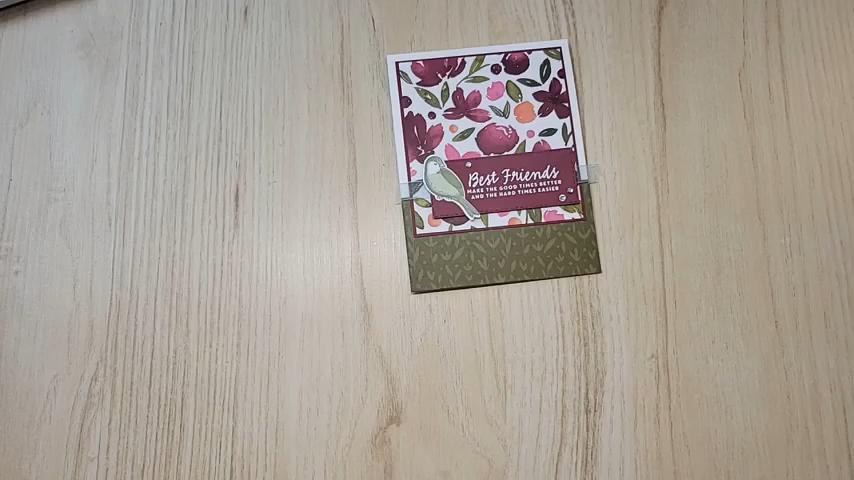 Best Friends
MAKE THE GOOD TIMES BETTER
AND THE HARD TIMES EASIER